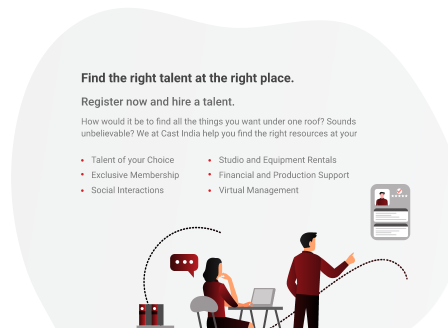 Find the right talent at the right place.
Register now and hire a talent.
How would it be to find all the things you want under one roof? Sounds
unbelievable? We at Cast India help you find the right resources at your
• Talent of your Choice
• Studio and Equipment Rentals
• Exclusive Membership
• Financial and Production Support
• Social Interactions
• Virtual Management